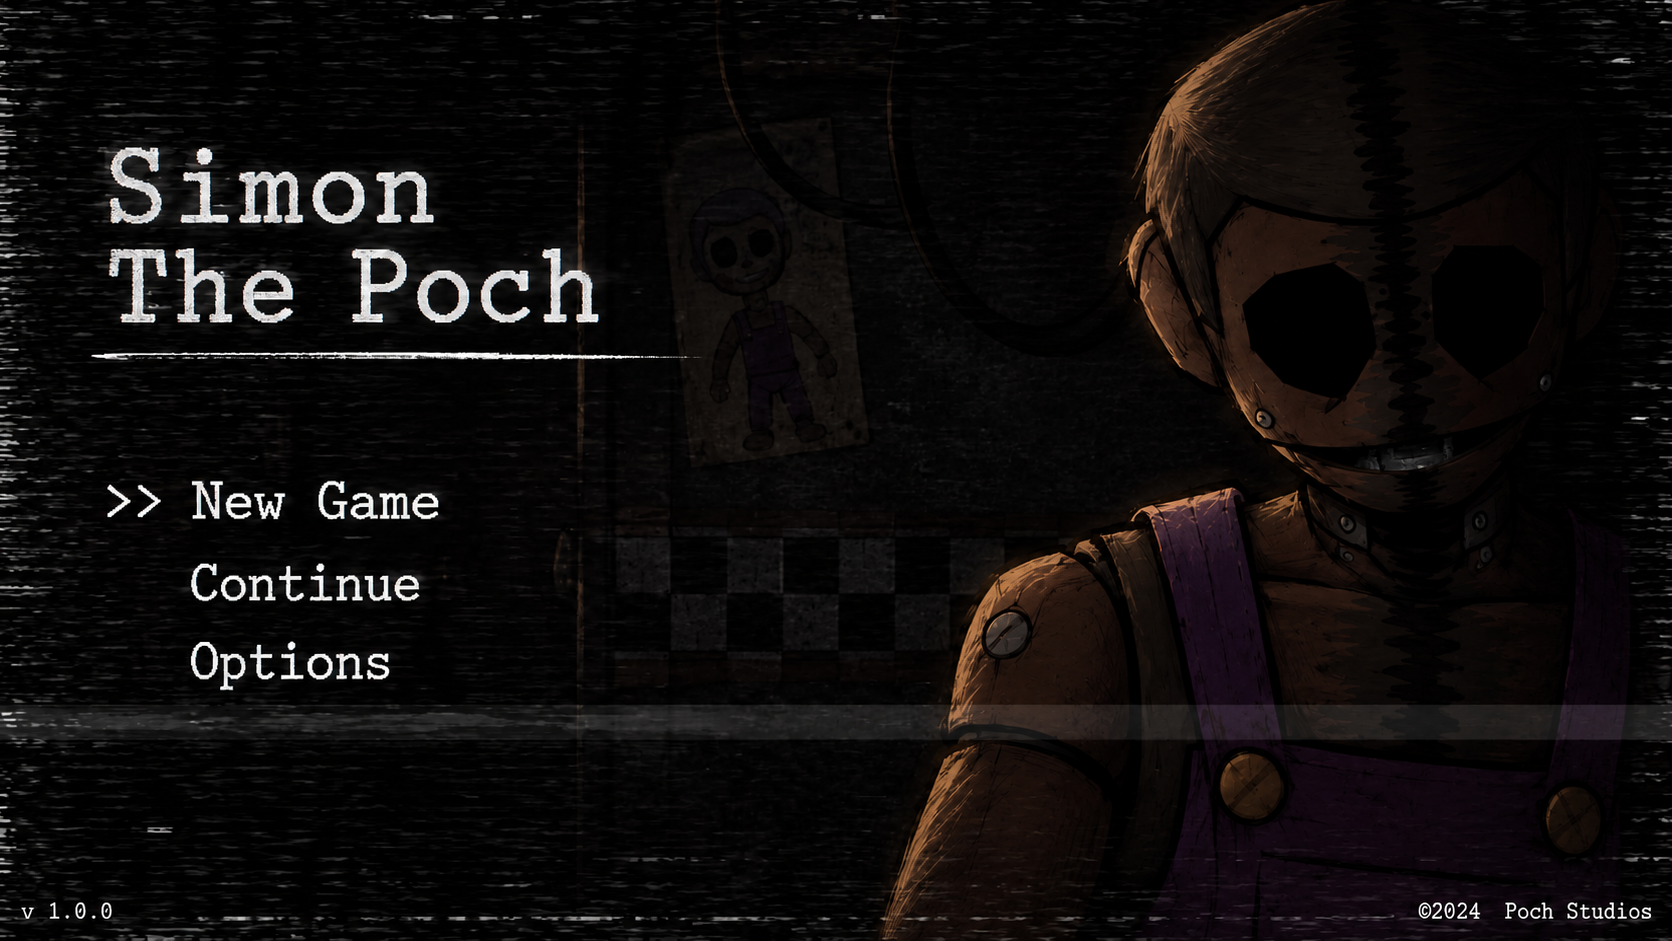 Simon
The Poch
>> New Game
Continue
Options
v 1.0.0
©2024 Poch Studios